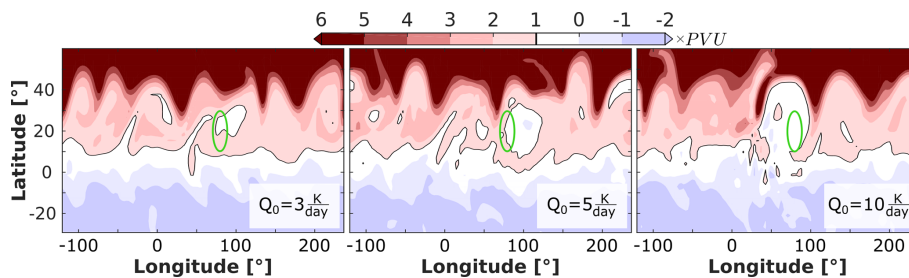 6 5 4 3 2 1 0 -1 -2 ×PVU
Latitude [°]
40
20
0
-20
Q₀=3 K/day
Q₀=5 K/day
Q₀=10 K/day
-100 0 100 200
-100 0 100 200
-100 0 100 200
Longitude [°]
Longitude [°]
Longitude [°]